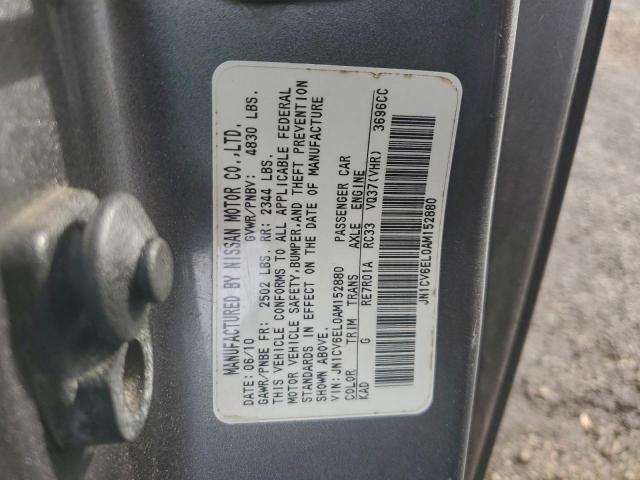 MANUFACTURED BY NISSAN MOTOR CO.,LTD.
DATE: 06/10 GVWR/PNBV: 4830 LBS.
GAWR/PNBE FR: 2502 LBS. RR: 2344 LBS.
THIS VEHICLE CONFORMS TO ALL APPLICABLE FEDERAL
MOTOR VEHICLE SAFETY,BUMPER,AND THEFT PREVENTION
STANDARDS IN EFFECT ON THE DATE OF MANUFACTURE
SHOWN ABOVE.
VIN: JN1CV6EL0AM152880 PASSENGER CAR
COLOR TRIM TRANS AXLE ENGINE
KAD G RE7R01A RC33 VQ37(VHR) 3696CC
JN1CV6EL0AM152880